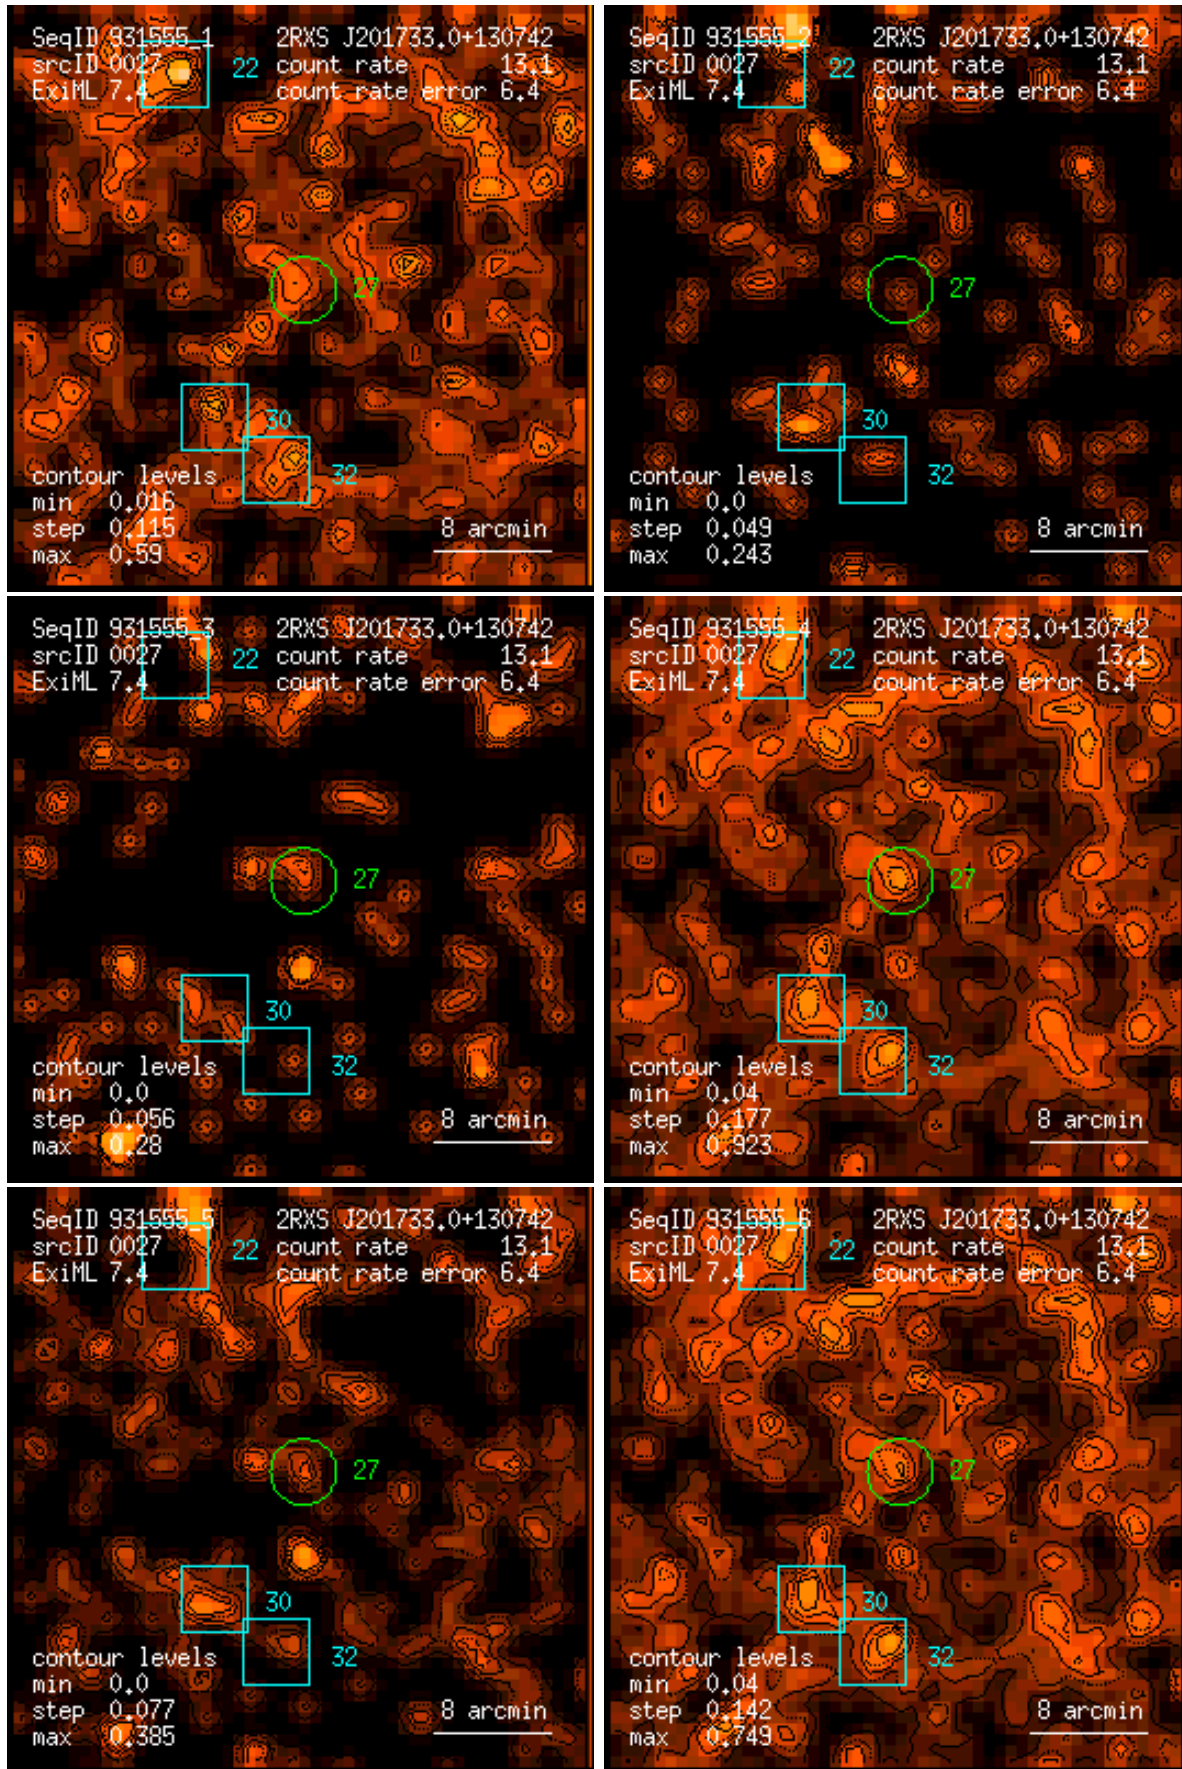 SeqID 931555_1 2RXS J201733.0+130742
srcID 0027 22 count rate 13.1
ExiML 7.4 count rate error 6.4
27
30
32
contour levels
min 0.016
step 0.115 8 arcmin
max 0.59
SeqID 931555_2 2RXS J201733.0+130742
srcID 0027 22 count rate 13.1
ExiML 7.4 count rate error 6.4
27
30
32
contour levels
min 0.0
step 0.049 8 arcmin
max 0.243
SeqID 931555_3 2RXS J201733.0+130742
srcID 0027 22 count rate 13.1
ExiML 7.4 count rate error 6.4
27
30
32
contour levels
min 0.0
step 0.056 8 arcmin
max 0.28
SeqID 931555_4 2RXS J201733.0+130742
srcID 0027 22 count rate 13.1
ExiML 7.4 count rate error 6.4
27
30
32
contour levels
min 0.04
step 0.177 8 arcmin
max 0.923
SeqID 931555_5 2RXS J201733.0+130742
srcID 0027 22 count rate 13.1
ExiML 7.4 count rate error 6.4
27
30
32
contour levels
min 0.0
step 0.077 8 arcmin
max 0.385
SeqID 931555_6 2RXS J201733.0+130742
srcID 0027 22 count rate 13.1
ExiML 7.4 count rate error 6.4
27
30
32
contour levels
min 0.04
step 0.142 8 arcmin
max 0.749